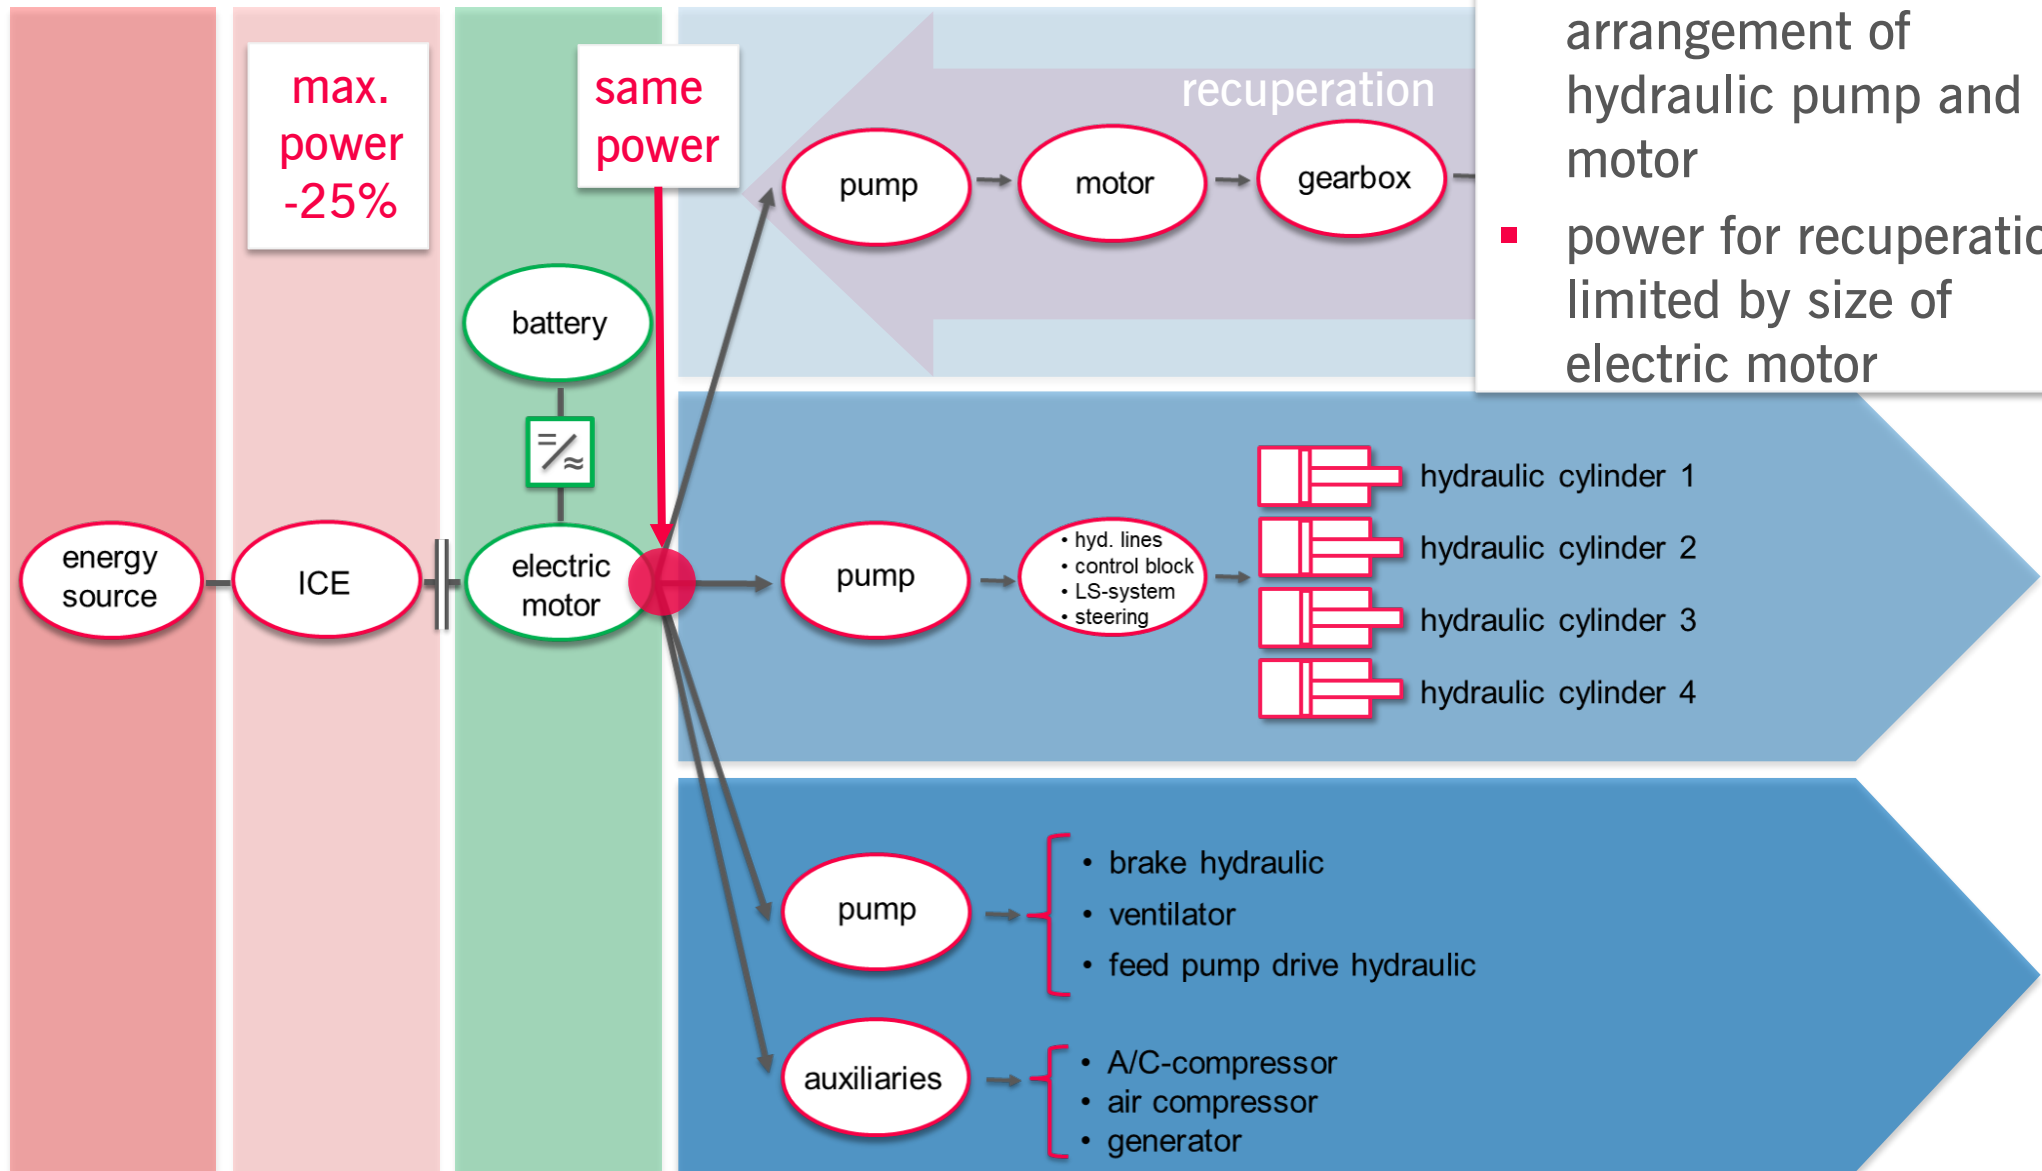 max.
power
-25%
same
power
recuperation
arrangement of
hydraulic pump and
motor
▪ power for
limited by size of
electric motor
pump
motor
gearbox
battery
=/≈
energy
source
ICE
electric
motor
pump
• hyd. lines
• control block
• LS-system
• steering
hydraulic cylinder 1
hydraulic cylinder 2
hydraulic cylinder 3
hydraulic cylinder 4
pump
• brake hydraulic
• ventilator
• feed pump drive hydraulic
auxiliaries
• A/C-compressor
• air compressor
• generator